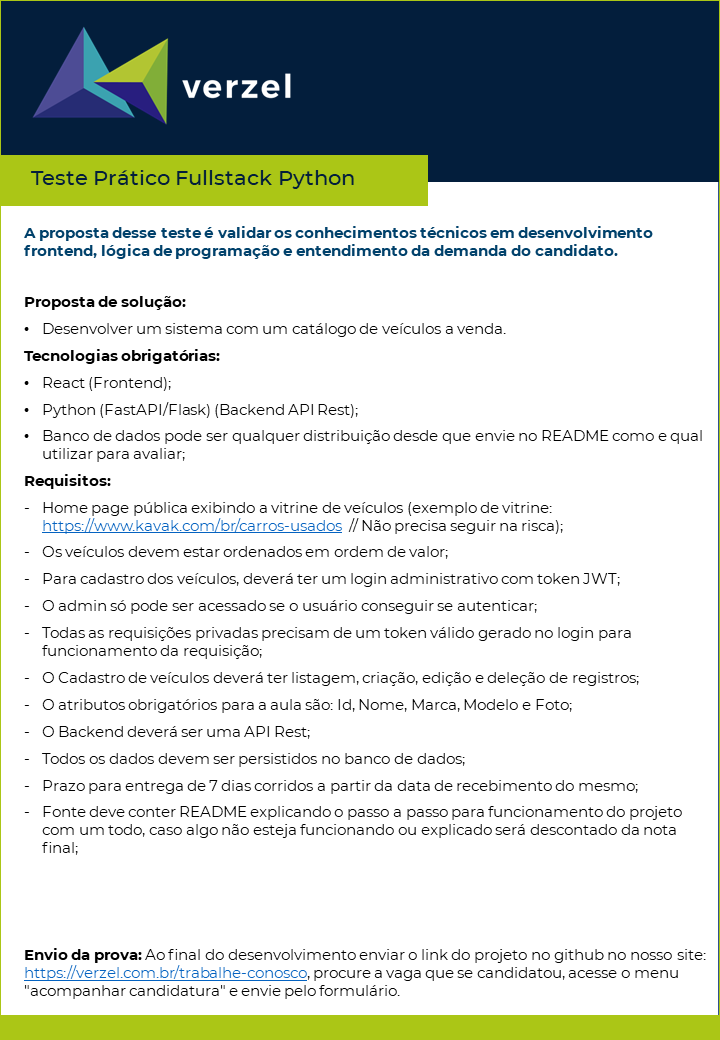 verzel
Teste Prático Fullstack Python
A proposta desse teste é validar os conhecimentos técnicos em desenvolvimento
frontend, lógica de programação e entendimento da demanda do candidato.
Proposta de solução:
• Desenvolver um sistema com um catálogo de veículos a venda.
Tecnologias obrigatórias:
• React (Frontend);
• Python (FastAPI/Flask) (Backend API Rest);
• Banco de dados pode ser qualquer distribuição desde que envie no README como e qual
utilizar para avaliar;
Requisitos:
- Home page pública exibindo a vitrine de veículos (exemplo de vitrine:
https://www.kavak.com/br/carros-usados // Não precisa seguir na risca);
- Os veículos devem estar ordenados em ordem de valor;
- Para cadastro dos veículos, deverá ter um login administrativo com token JWT;
- O admin só pode ser acessado se o usuário conseguir se autenticar;
- Todas as requisições privadas precisam de um token válido gerado no login para
funcionamento da requisição;
- O Cadastro de veículos deverá ter listagem, criação, edição e deleção de registros;
- O atributos obrigatórios para a aula são: Id, Nome, Marca, Modelo e Foto;
- O Backend deverá ser uma API Rest;
- Todos os dados devem ser persistidos no banco de dados;
- Prazo para entrega de 7 dias corridos a partir da data de recebimento do mesmo;
- Fonte deve conter README explicando o passo a passo para funcionamento do projeto
com um todo, caso algo não esteja funcionando ou explicado será descontado da nota
final;
Envio da prova: Ao final do desenvolvimento enviar o link do projeto no github no nosso site:
https://verzel.com.br/trabalhe-conosco, procure a vaga que se candidatou, acesse o menu
"acompanhar candidatura" e envie pelo formulário.